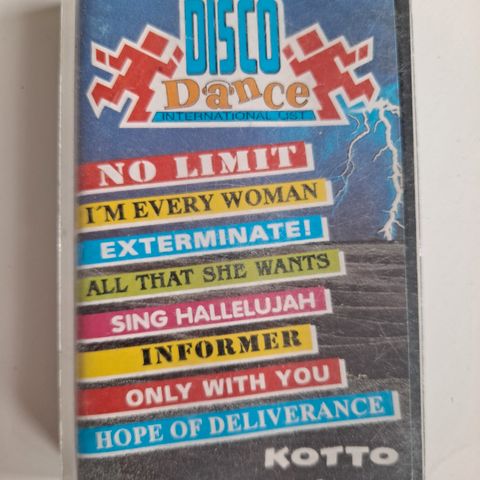 DISCO
Dance
INTERNATIONAL LIST
NO LIMIT
I'M EVERY WOMAN
EXTERMINATE!
ALL THAT SHE WANTS
SING HALLELUJAH
INFORMER
ONLY WITH YOU
HOPE OF DELIVERANCE
KOTTO